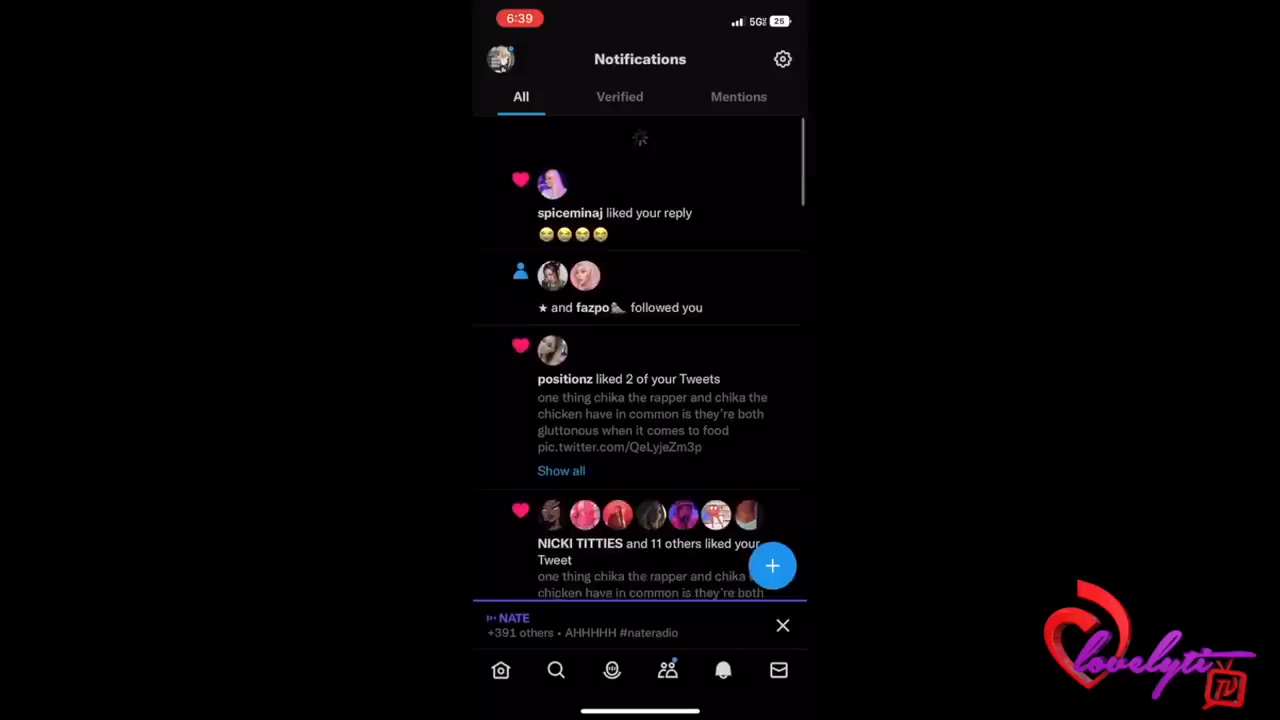 6:39
5G 25
Notifications
All Verified Mentions
spiceminaj liked your reply
★ and fazpo followed you
positionz liked 2 of your Tweets
one thing chika the rapper and chika the
chicken have in common is they're both
gluttonous when it comes to food
pic.twitter.com/QeLyjeZm3p
Show all
NICKI TITTIES and 11 others liked your
Tweet
one thing chika the rapper and chika
chicken have in common is they're both
NATE
+391 others • AHHHHH #nateradio
lovelyti
TV